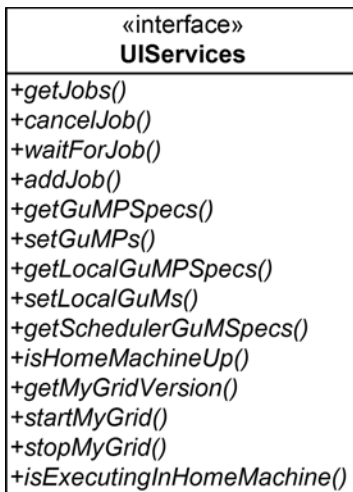 «interface»
UIServices
+getJobs()
+cancelJob()
+waitForJob()
+addJob()
+getGuMPSpecs()
+setGuMPs()
+getLocalGuMPSpecs()
+setLocalGuMs()
+getSchedulerGuMSpecs()
+isHomeMachineUp()
+getMyGridVersion()
+startMyGrid()
+stopMyGrid()
+isExecutingInHomeMachine()